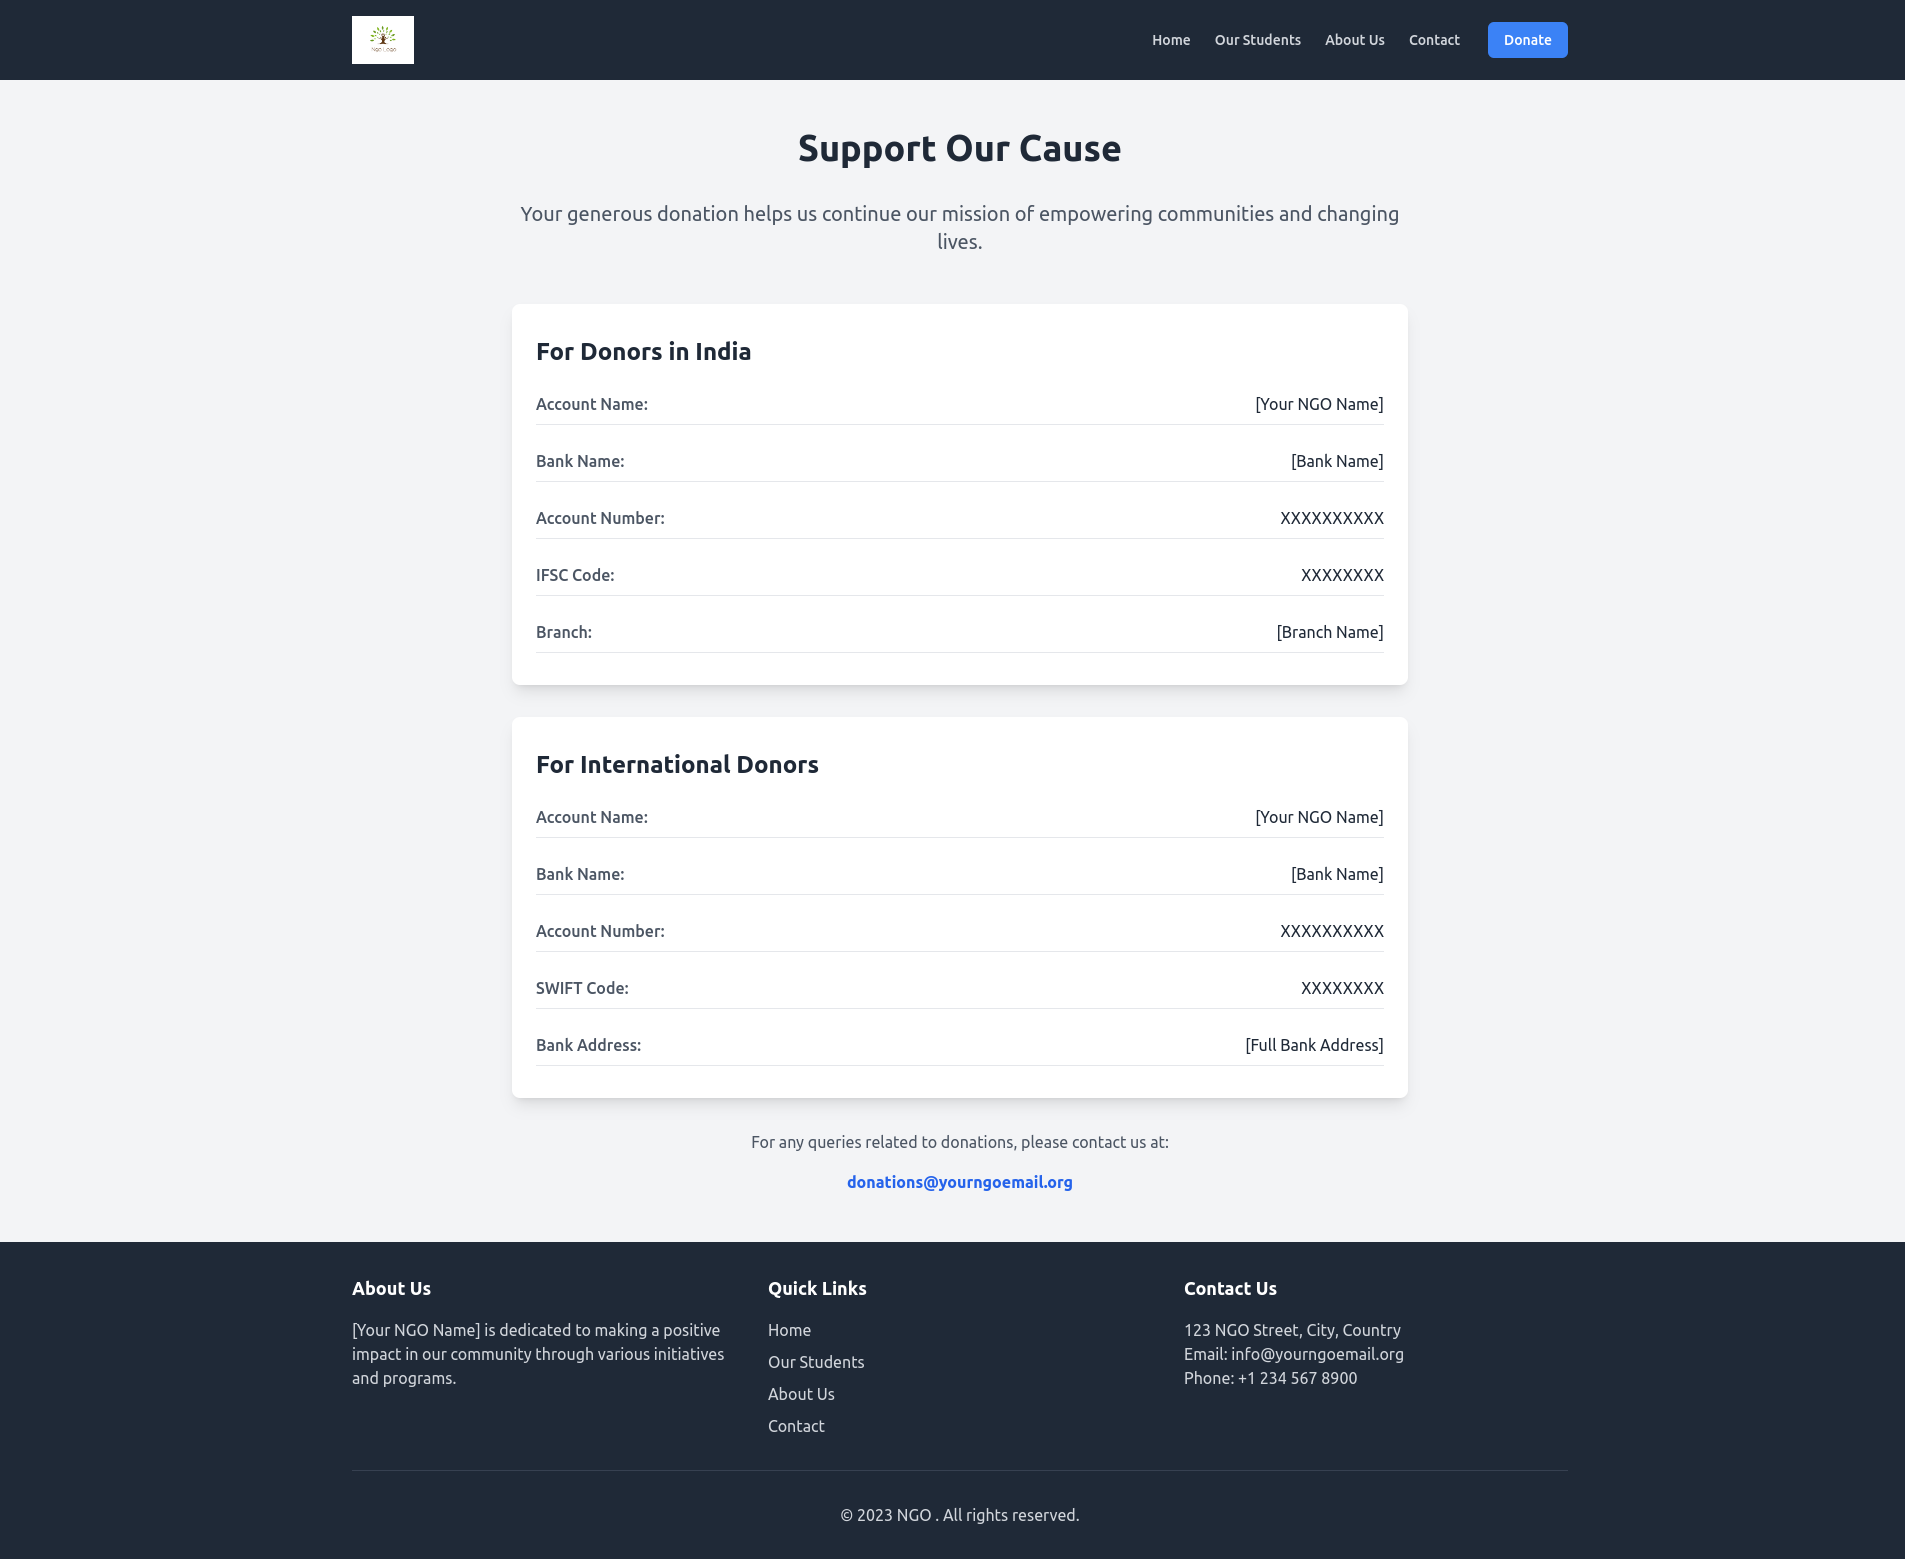 Ngo Logo
Home
Our Students
About Us
Contact
Donate
Support Our Cause
Your generous donation helps us continue our mission of empowering communities and changing
lives.
For Donors in India
Account Name:
[Your NGO Name]
Bank Name:
[Bank Name]
Account Number:
XXXXXXXXXX
IFSC Code:
XXXXXXXX
Branch:
[Branch Name]
For International Donors
Account Name:
[Your NGO Name]
Bank Name:
[Bank Name]
Account Number:
XXXXXXXXXX
SWIFT Code:
XXXXXXXX
Bank Address:
[Full Bank Address]
For any queries related to donations, please contact us at:
donations@yourngoemail.org
About Us
[Your NGO Name] is dedicated to making a positive
impact in our community through various initiatives
and programs.
Quick Links
Home
Our Students
About Us
Contact
Contact Us
123 NGO Street, City, Country
Email: info@yourngoemail.org
Phone: +1 234 567 8900
© 2023 NGO . All rights reserved.